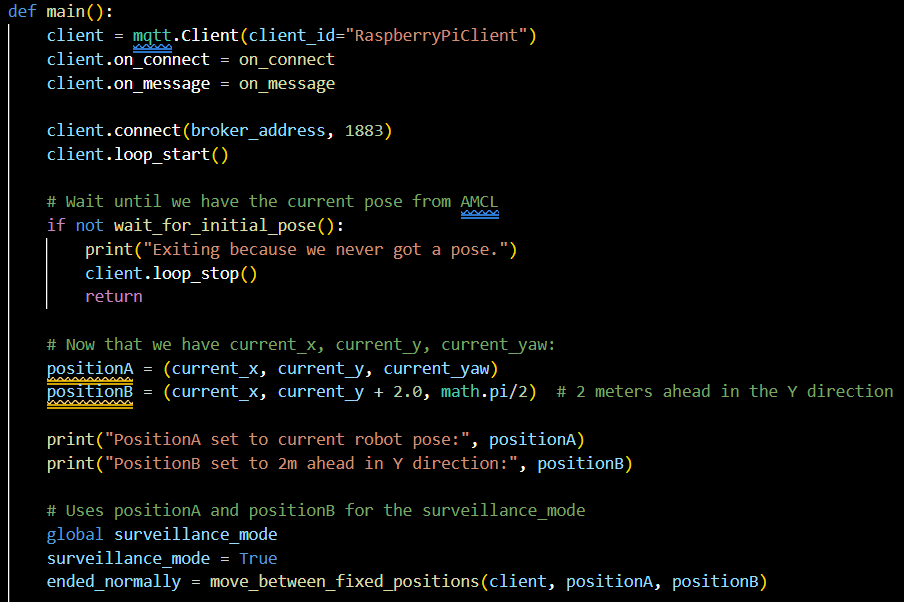 def main():
    client = mqtt.Client(client_id="RaspberryPiClient")
    client.on_connect = on_connect
    client.on_message = on_message
    client.connect(broker_address, 1883)
    client.loop_start()
    # Wait until we have the current pose from AMCL
    if not wait_for_initial_pose():
        print("Exiting because we never got a pose.")
        client.loop_stop()
        return
    # Now that we have current_x, current_y, current_yaw:
    positionA = (current_x, current_y, current_yaw)
    positionB = (current_x, current_y + 2.0, math.pi/2)  # 2 meters ahead in the Y direction
    print("PositionA set to current robot pose:", positionA)
    print("PositionB set to 2m ahead in Y direction:", positionB)
    # Uses positionA and positionB for the surveillance_mode
    global surveillance_mode
    surveillance_mode = True
    ended_normally = move_between_fixed_positions(client, positionA, positionB)